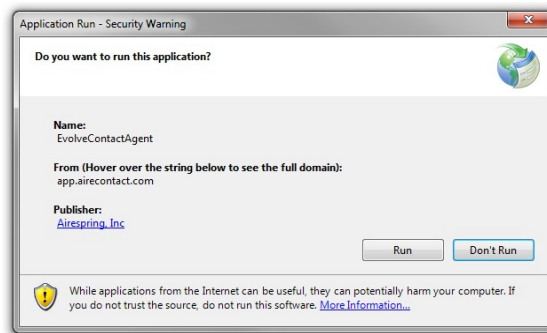 Application Run - Security Warning
Do you want to run this application?
Name:
EvolveContactAgent
From (Hover over the string below to see the full domain):
app.airecontact.com
Publisher:
Airespring, Inc
Run
Don't Run
While applications from the Internet can be useful, they can potentially harm your computer. If
you do not trust the source, do not run this software. More Information...